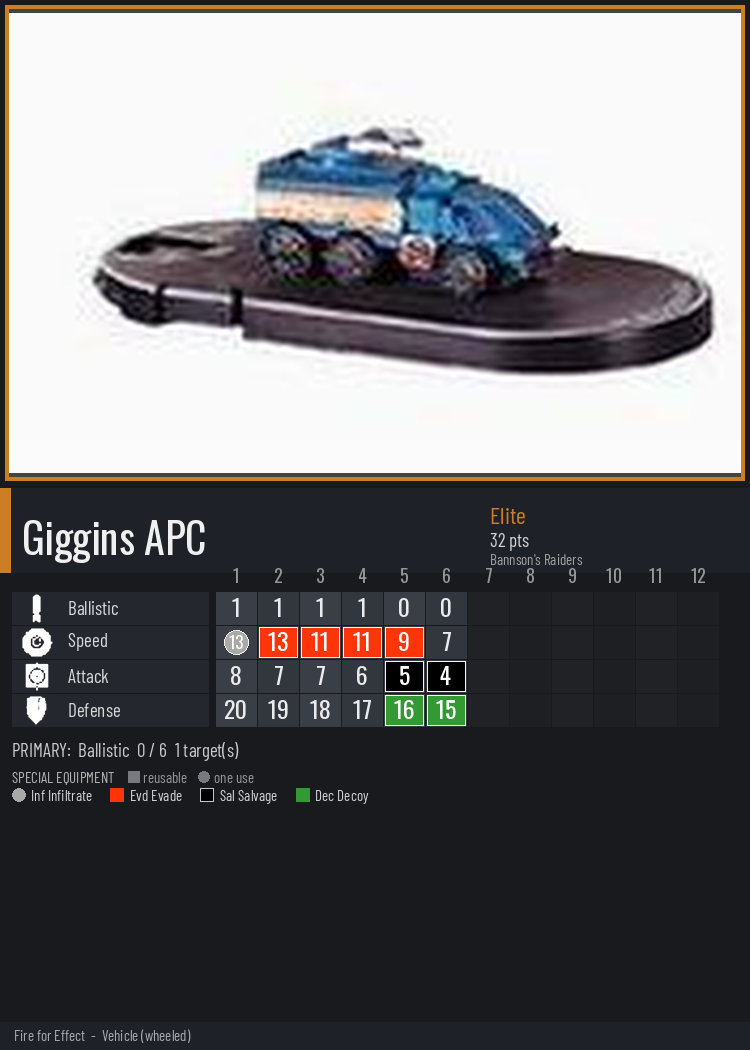 Giggins APC
Elite
32 pts
Bannson's Raiders
1 2 3 4 5 6 7 8 9 10 11 12
Ballistic 1 1 1 1 0 0
Speed 13 13 11 11 9 7
Attack 8 7 7 6 5 4
Defense 20 19 18 17 16 15
PRIMARY: Ballistic 0 / 6 1 target(s)
SPECIAL EQUIPMENT reusable one use
Inf Infiltrate Evd Evade Sal Salvage Dec Decoy
Fire for Effect - Vehicle (wheeled)